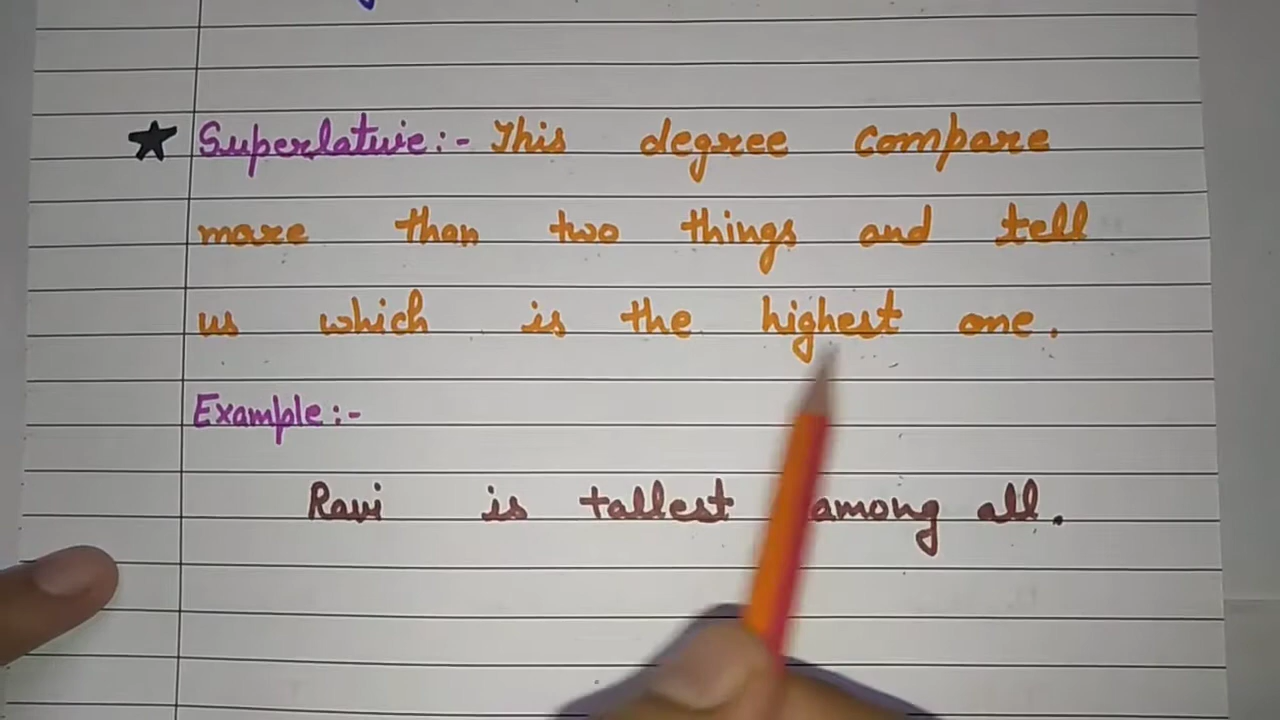 ★ Superlative:- This degree compare
more than two things and tell
us which is the highest one.
Example:-
Ravi is tallest among all.